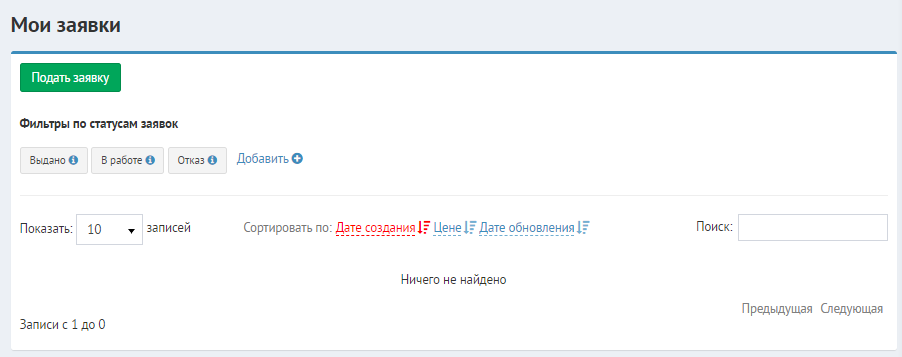 Мои заявки
Подать заявку
Фильтры по статусам заявок
Выдано В работе Отказ Добавить
Показать: 10 записей Сортировать по: Дате создания Цене Дате обновления Поиск:
Ничего не найдено
Предыдущая Следующая
Записи с 1 до 0